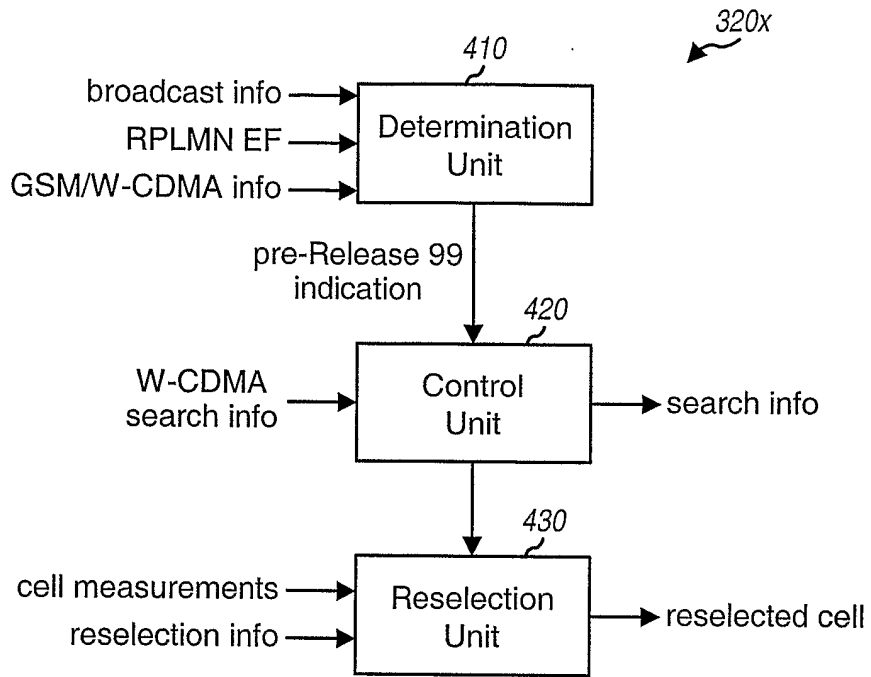 320x
410
broadcast info
RPLMN EF
GSM/W-CDMA info
Determination
Unit
pre-Release 99
indication
420
W-CDMA
search info
Control
Unit
search info
430
cell measurements
reselection info
Reselection
Unit
reselected cell